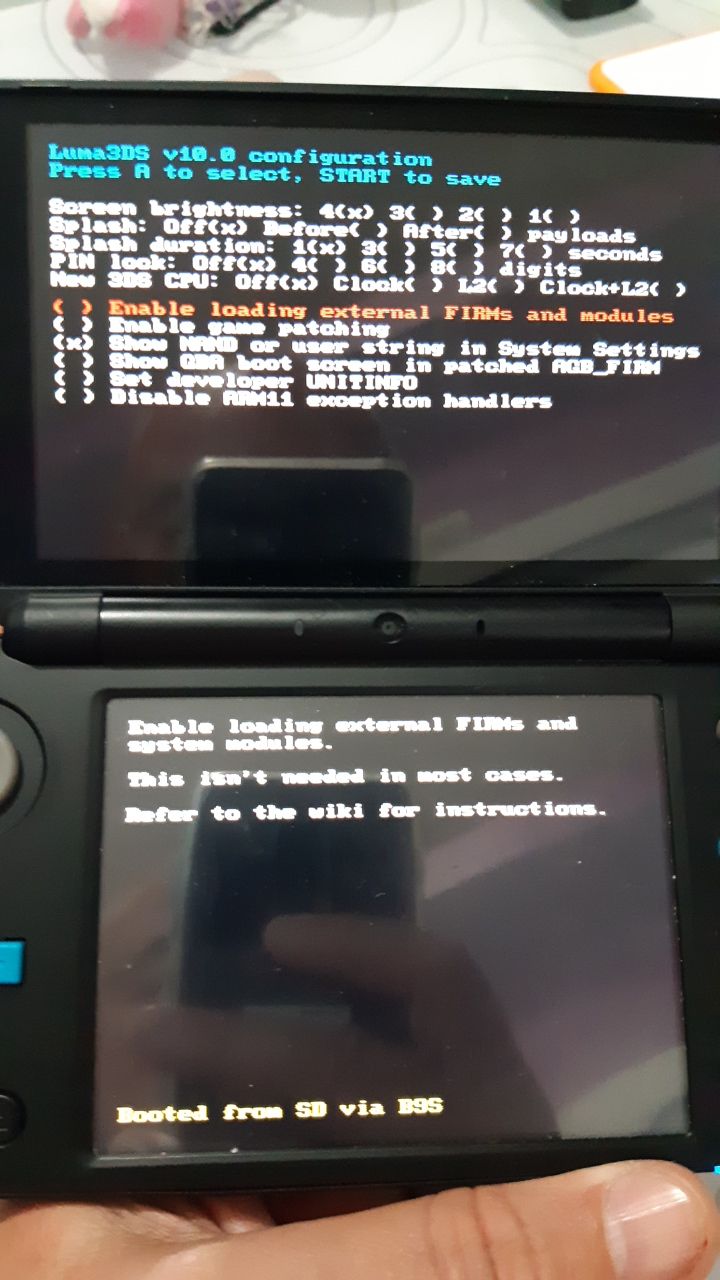 Luma3DS v10.0 configuration
Press A to select, START to save
Screen brightness: 4(x) 3( ) 2( ) 1( )
Splash: Off(x) Before( ) After( ) payloads
Splash duration: 1(x) 3( ) 5( ) 7( ) seconds
PIN lock: Off(x) 4( ) 6( ) 8( ) digits
New 3DS CPU: Off(x) Clock( ) L2( ) Clock+L2( )
( ) Enable loading external FIRMs and modules
( ) Enable game patching
(x) Show NAND or user string in System Settings
( ) Show GBA boot screen in patched AGB_FIRM
( ) Set developer UNITINFO
( ) Disable ARM11 exception handlers
Enable loading external FIRMs and
system modules.
This isn't needed in most cases.
Refer to the wiki for instructions.
Booted from SD via B9S